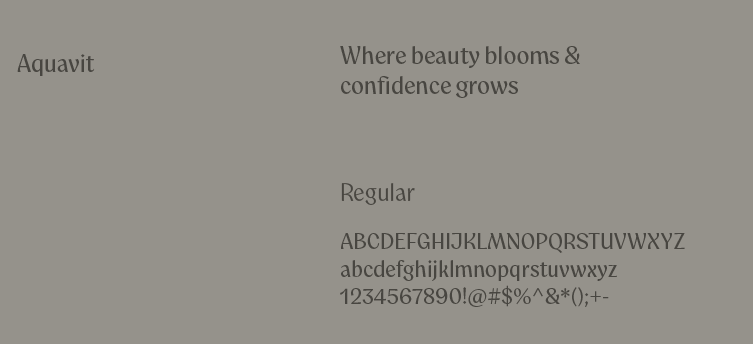 Aquavit
Where beauty blooms &
confidence grows
Regular
ABCDEFGHIJKLMNOPQRSTUVWXYZ
abcdefghijklmnopqrstuvwxyz
1234567890!@#$%^&*();+-